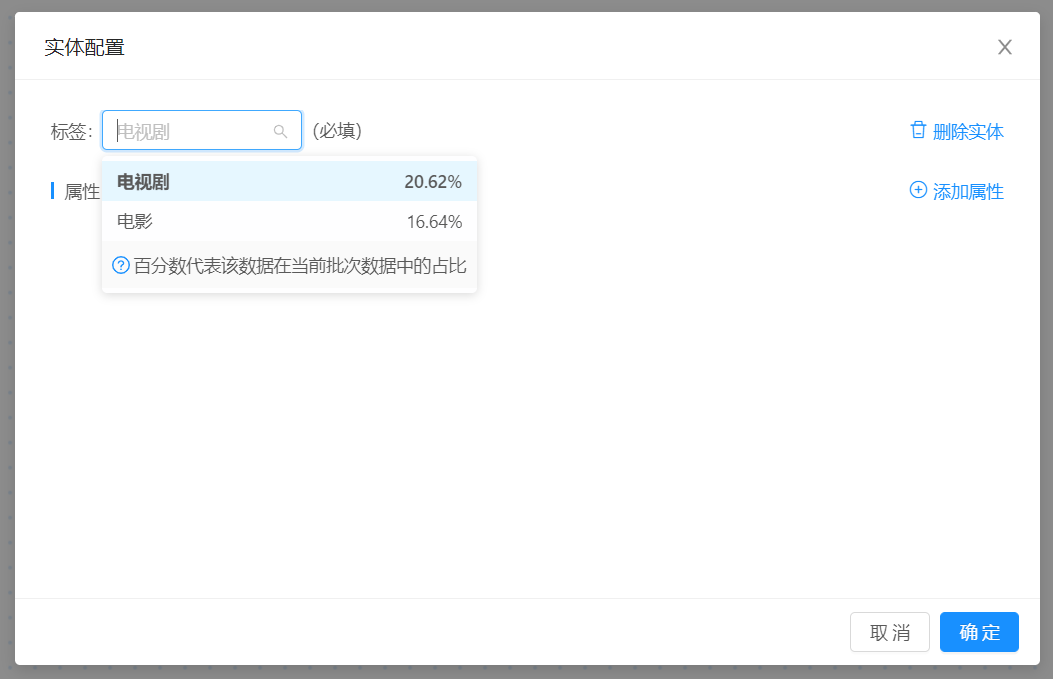 实体配置
标签: 电视剧 (必填) 删除实体
属性 添加属性
电视剧 20.62%
电影 16.64%
百分数代表该数据在当前批次数据中的占比
取消 确定